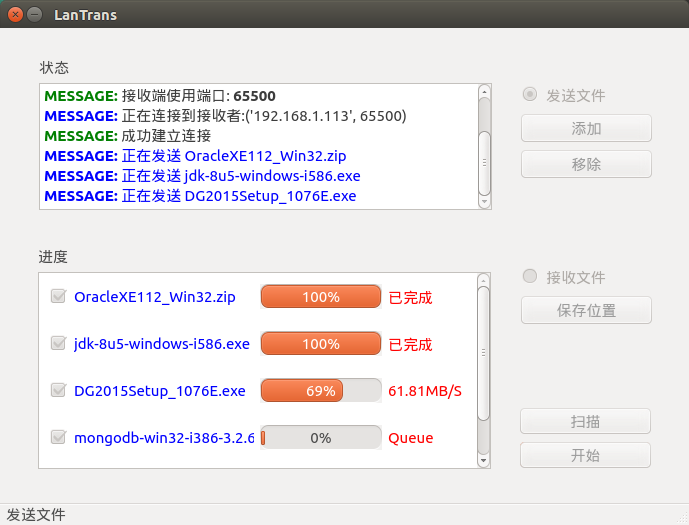 LanTrans
状态
MESSAGE: 接收端使用端口: 65500
MESSAGE: 正在连接到接收者:('192.168.1.113', 65500)
MESSAGE: 成功建立连接
MESSAGE: 正在发送 OracleXE112_Win32.zip
MESSAGE: 正在发送 jdk-8u5-windows-i586.exe
MESSAGE: 正在发送 DG2015Setup_1076E.exe
发送文件
添加
移除
进度
OracleXE112_Win32.zip 100% 已完成
jdk-8u5-windows-i586.exe 100% 已完成
DG2015Setup_1076E.exe 69% 61.81MB/S
mongodb-win32-i386-3.2.6 0% Queue
接收文件
保存位置
扫描
开始
发送文件